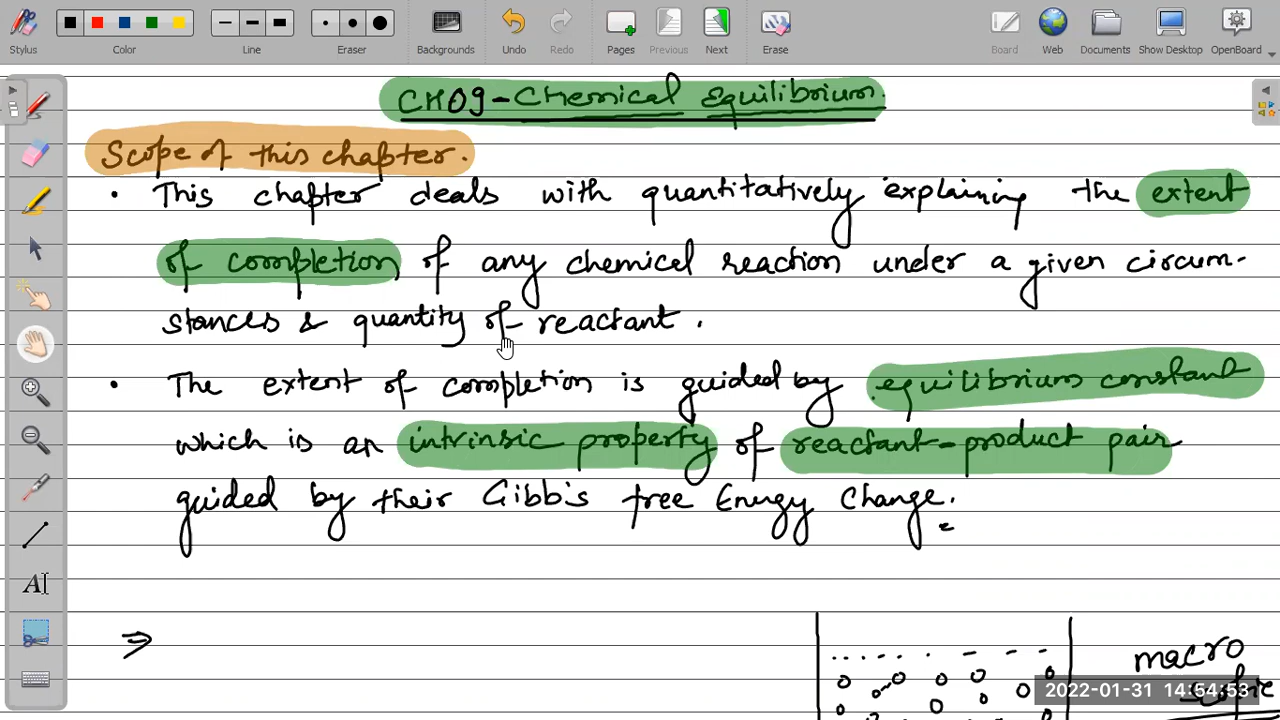 Stylus
Color
Line
Eraser
Backgrounds
Undo
Redo
Pages
Previous
Next
Erase
Board
Web
Documents
Show Desktop
OpenBoard
CH09-Chemical Equilibrium.
Scope of this chapter.
• This chapter deals with quantitatively explaining the extent
of completion of any chemical reaction under a given circum-
stances & quantity of reactant.
• The extent of completion is guided by equilibrium constant
which is an intrinsic property of reactant-product pair
guided by their Gibb's free Energy Change.
⇒
macro
2022-01-31 14:54:53